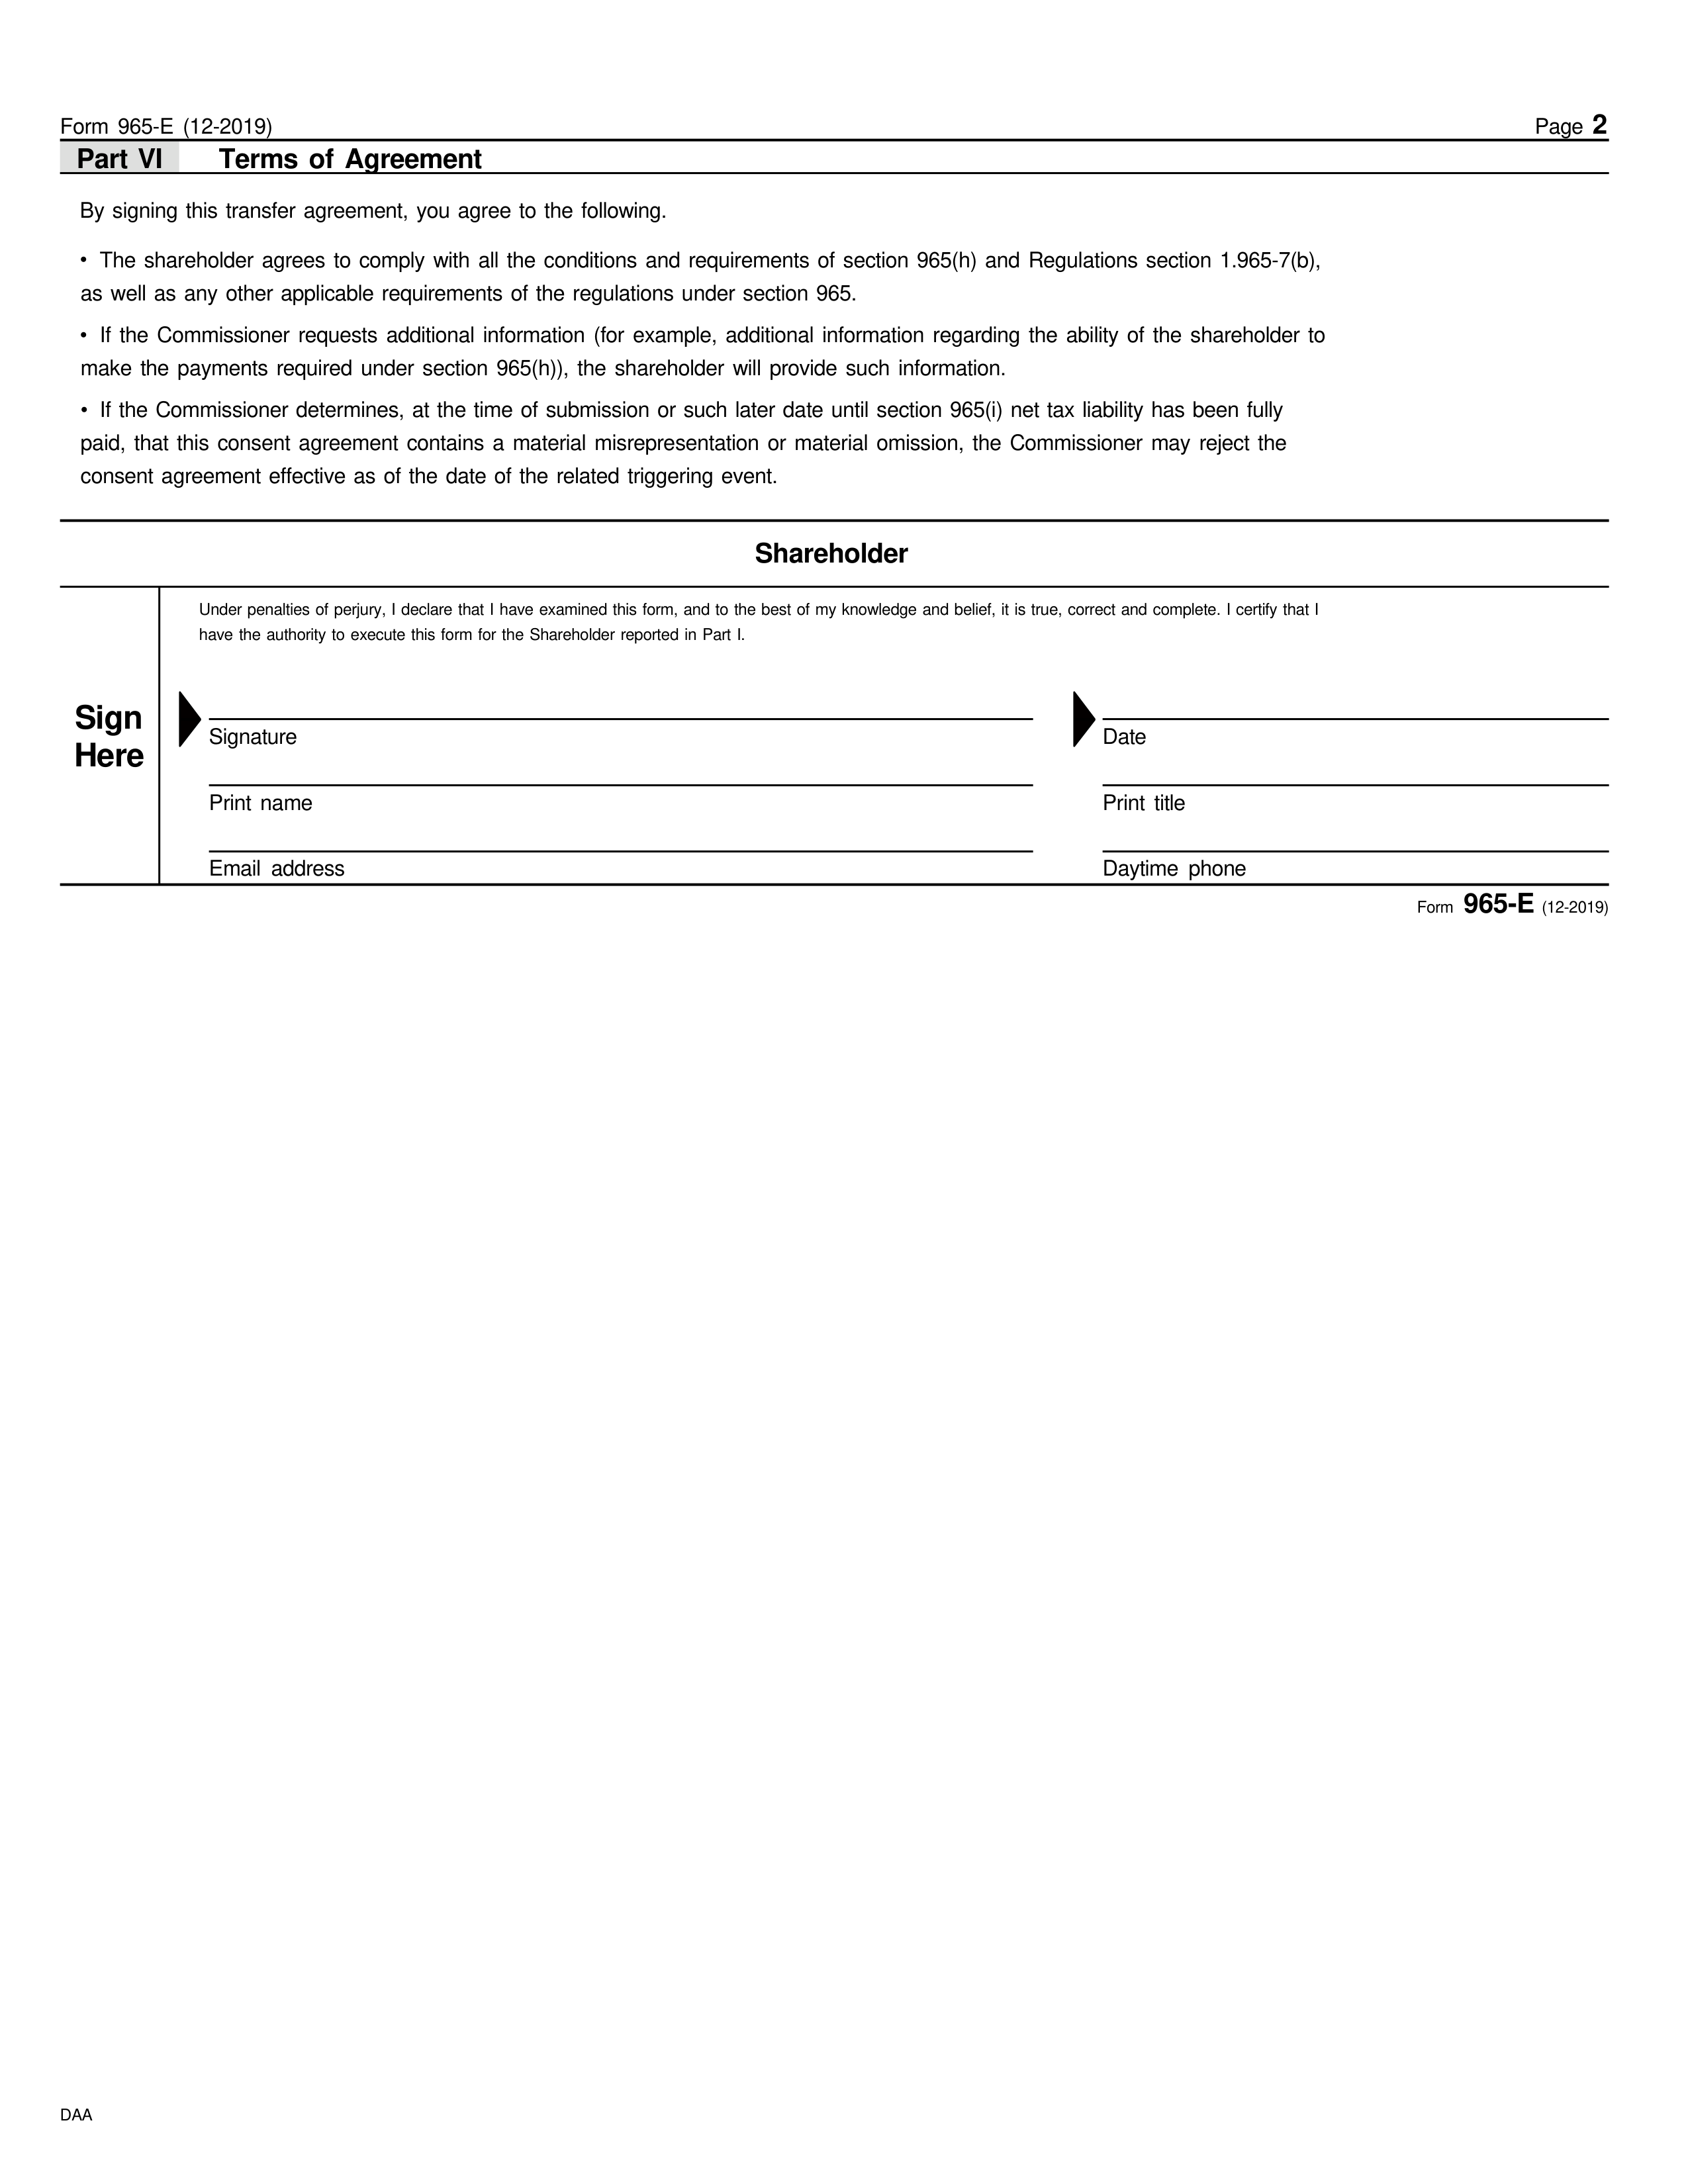 Form 965-E (12-2019) Page 2
Part VI Terms of Agreement
By signing this transfer agreement, you agree to the following.
• The shareholder agrees to comply with all the conditions and requirements of section 965(h) and Regulations section 1.965-7(b),
as well as any other applicable requirements of the regulations under section 965.
• If the Commissioner requests additional information (for example, additional information regarding the ability of the shareholder to
make the payments required under section 965(h)), the shareholder will provide such information.
• If the Commissioner determines, at the time of submission or such later date until section 965(i) net tax liability has been fully
paid, that this consent agreement contains a material misrepresentation or material omission, the Commissioner may reject the
consent agreement effective as of the date of the related triggering event.
Shareholder
Under penalties of perjury, I declare that I have examined this form, and to the best of my knowledge and belief, it is true, correct and complete. I certify that I
have the authority to execute this form for the Shareholder reported in Part I.
Sign
Here
Signature Date
Print name Print title
Email address Daytime phone
Form 965-E (12-2019)
DAA